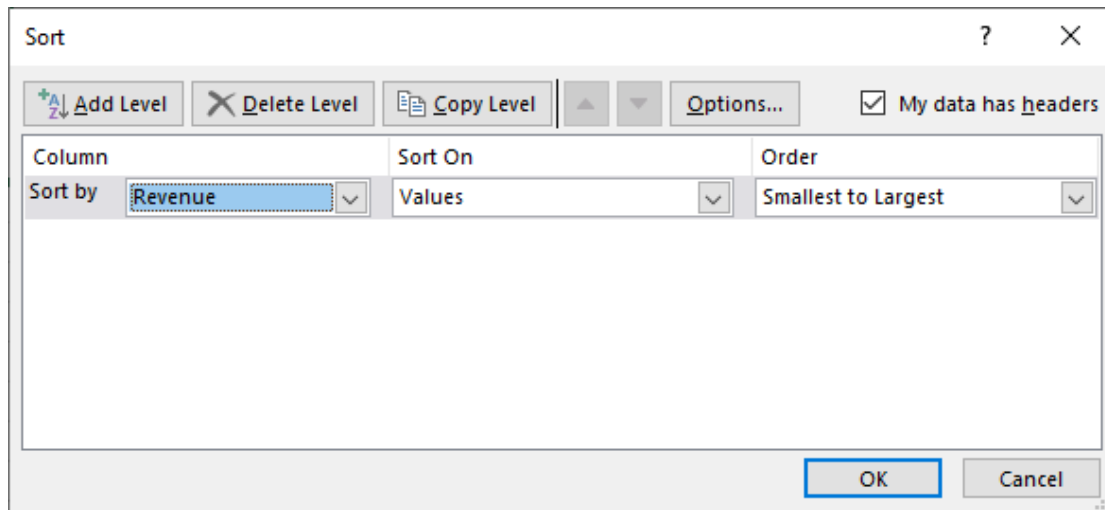 Sort ?
Add Level Delete Level Copy Level Options... My data has headers
Column Sort On Order
Sort by Revenue Values Smallest to Largest
OK Cancel